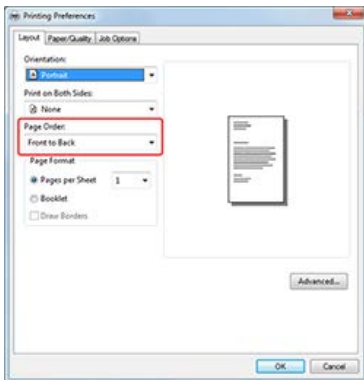 Printing Preferences
Layout Paper/Quality Job Options
Orientation:
Portrait
Print on Both Sides:
None
Page Order:
Front to Back
Page Format
Pages per Sheet 1
Booklet
Draw Borders
Advanced...
OK Cancel